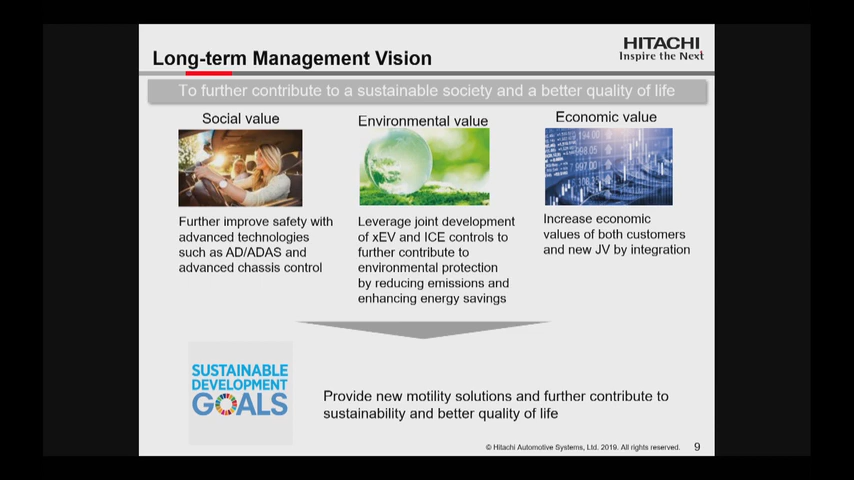 Long-term Management Vision
HITACHI
Inspire the Next
To further contribute to a sustainable society and a better quality of life
Social value
Further improve safety with
advanced technologies
such as AD/ADAS and
advanced chassis control
Environmental value
Leverage joint development
of xEV and ICE controls to
further contribute to
environmental protection
by reducing emissions and
enhancing energy savings
Economic value
194.00
997.00
Increase economic
values of both customers
and new JV by integration
SUSTAINABLE
DEVELOPMENT
GOALS
Provide new motility solutions and further contribute to
sustainability and better quality of life
© Hitachi Automotive Systems, Ltd. 2019. All rights reserved.
9